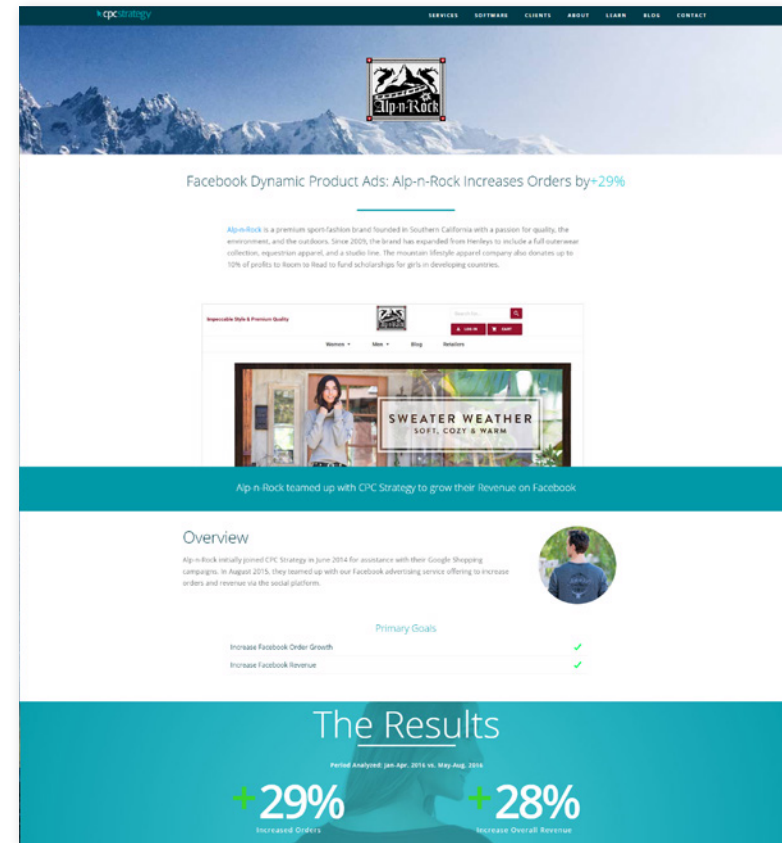 cpcstrategy
SERVICES SOFTWARE CLIENTS ABOUT LEARN BLOG CONTACT
Alp-n-Rock
Facebook Dynamic Product Ads: Alp-n-Rock Increases Orders by+29%
Alp-n-Rock is a premium sport-fashion brand founded in Southern California with a passion for quality, the
environment, and the outdoors. Since 2009, the brand has expanded from Henleys to include a full outerwear
collection, equestrian apparel, and a studio line. The mountain lifestyle apparel company also donates up to
10% of profits to Room to Read to fund scholarships for girls in developing countries.
Impeccable Style & Premium Quality
Alp-n-Rock
LOG IN CART
Women Men Blog Retailers
SWEATER WEATHER
SOFT, COZY & WARM
Alp-n-Rock teamed up with CPC Strategy to grow their Revenue on Facebook
Overview
Alp-n-Rock initially joined CPC Strategy in June 2014 for assistance with their Google Shopping
campaigns. In August 2015, they teamed up with our Facebook advertising service offering to increase
orders and revenue via the social platform.
Primary Goals
Increase Facebook Order Growth
Increase Facebook Revenue
The Results
Period Analyzed: Jan-Apr. 2016 vs. May-Aug. 2016
+29% +28%
Increased Orders Increase Overall Revenue